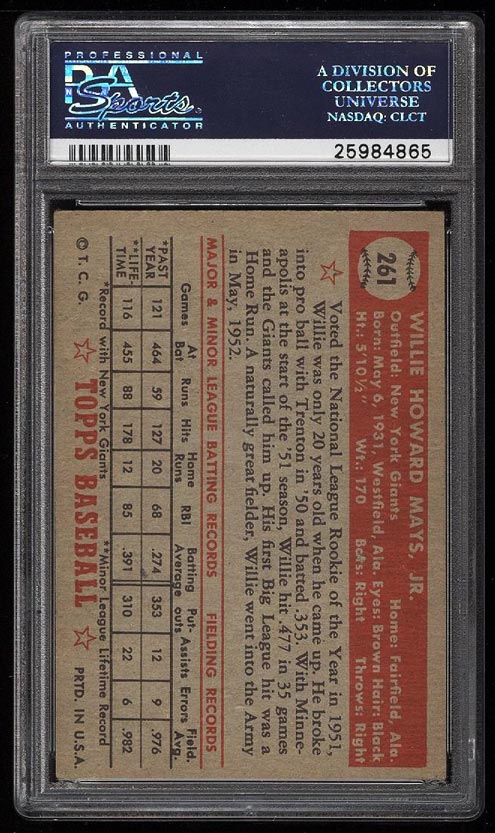 PROFESSIONAL
PSA
Sports
AUTHENTICATOR
A DIVISION OF
COLLECTORS
UNIVERSE
NASDAQ: CLCT
25984865
261
WILLIE HOWARD MAYS, JR.
Outfield: New York Giants Home: Fairfield, Ala.
Born: May 6, 1931, Westfield, Ala. Eyes: Brown Hair: Black
Ht.: 5'10½" Wt.: 170 Bats: Right Throws: Right
Voted the National League Rookie of the Year in 1951,
Willie was only 20 years old when he came up. He broke
into pro ball with Trenton in '50 and batted .353. With Minne-
apolis at the start of the '51 season, Willie hit .477 in 35 games
and the Giants called him up. His first Big League hit was a
Home Run. A naturally great fielder, Willie went into the Army
in May, 1952.
MAJOR & MINOR LEAGUE BATTING RECORDS FIELDING RECORDS
Games At Bat Runs Hits Home Runs RBI Batting Average Put-outs Assists Errors Field. Avg.
*PAST YEAR 121 464 59 127 20 68 .274 353 12 9 .976
**LIFE-TIME 116 455 88 178 12 85 .391 310 22 6 .982
*Record with New York Giants **Minor League Lifetime Record
© T. C. G. TOPPS BASEBALL PRTD. IN U.S.A.